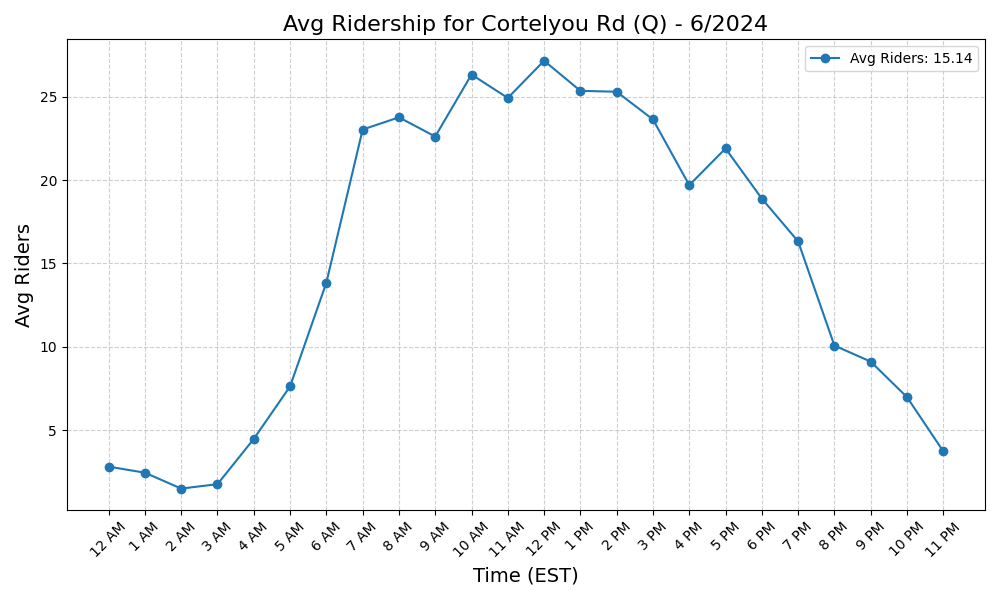 Avg Ridership for Cortelyou Rd (Q) - 6/2024
Avg Riders: 15.14
Avg Riders
25
20
15
10
5
12 AM
1 AM
2 AM
3 AM
4 AM
5 AM
6 AM
7 AM
8 AM
9 AM
10 AM
11 AM
12 PM
1 PM
2 PM
3 PM
4 PM
5 PM
6 PM
7 PM
8 PM
9 PM
10 PM
11 PM
Time (EST)